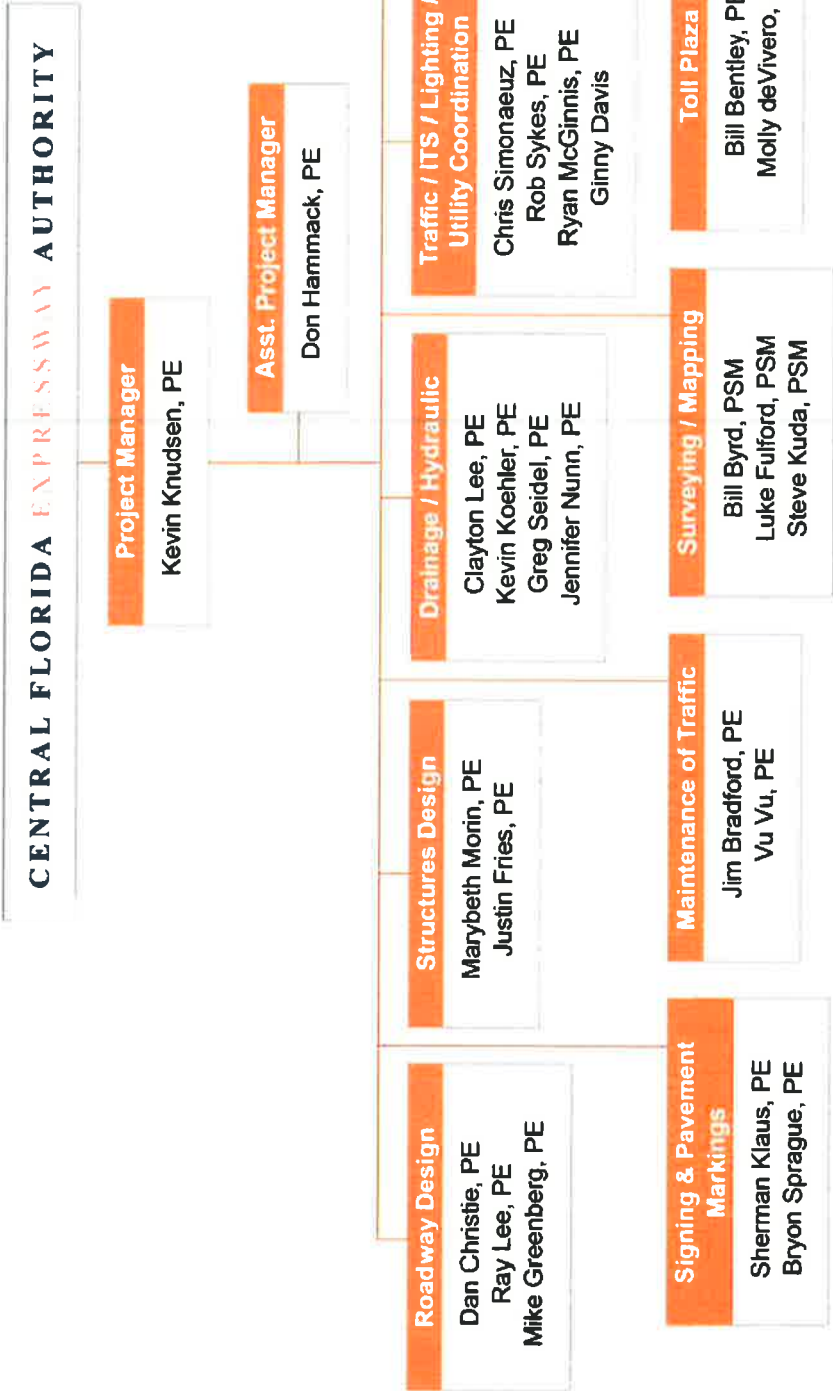 CENTRAL FLORIDA EXPRESSWAY AUTHORITY
Project Manager
Kevin Knudsen, PE
Asst. Project Manager
Don Hammack, PE
Roadway Design
Dan Christie, PE
Ray Lee, PE
Mike Greenberg, PE
Structures Design
Marybeth Morin, PE
Justin Fries, PE
Drainage / Hydraulic
Clayton Lee, PE
Kevin Koehler, PE
Greg Seidel, PE
Jennifer Nunn, PE
Traffic / ITS / Lighting /
Utility Coordination
Chris Simonaeuz, PE
Rob Sykes, PE
Ryan McGinnis, PE
Ginny Davis
Signing & Pavement
Markings
Sherman Klaus, PE
Bryon Sprague, PE
Maintenance of Traffic
Jim Bradford, PE
Vu Vu, PE
Surveying / Mapping
Bill Byrd, PSM
Luke Fulford, PSM
Steve Kuda, PSM
Toll Plaza
Bill Bentley, PE
Molly deVivero,